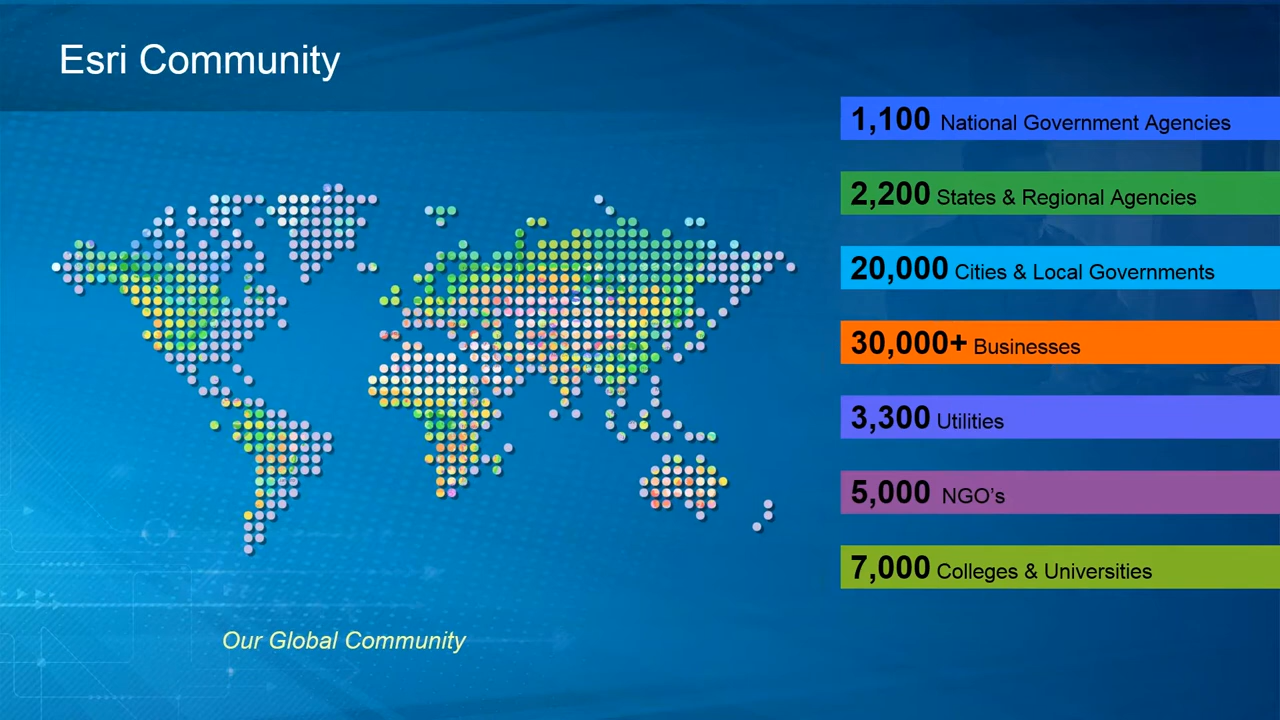 Esri Community
1,100 National Government Agencies
2,200 States & Regional Agencies
20,000 Cities & Local Governments
30,000+ Businesses
3,300 Utilities
5,000 NGO's
7,000 Colleges & Universities
Our Global Community